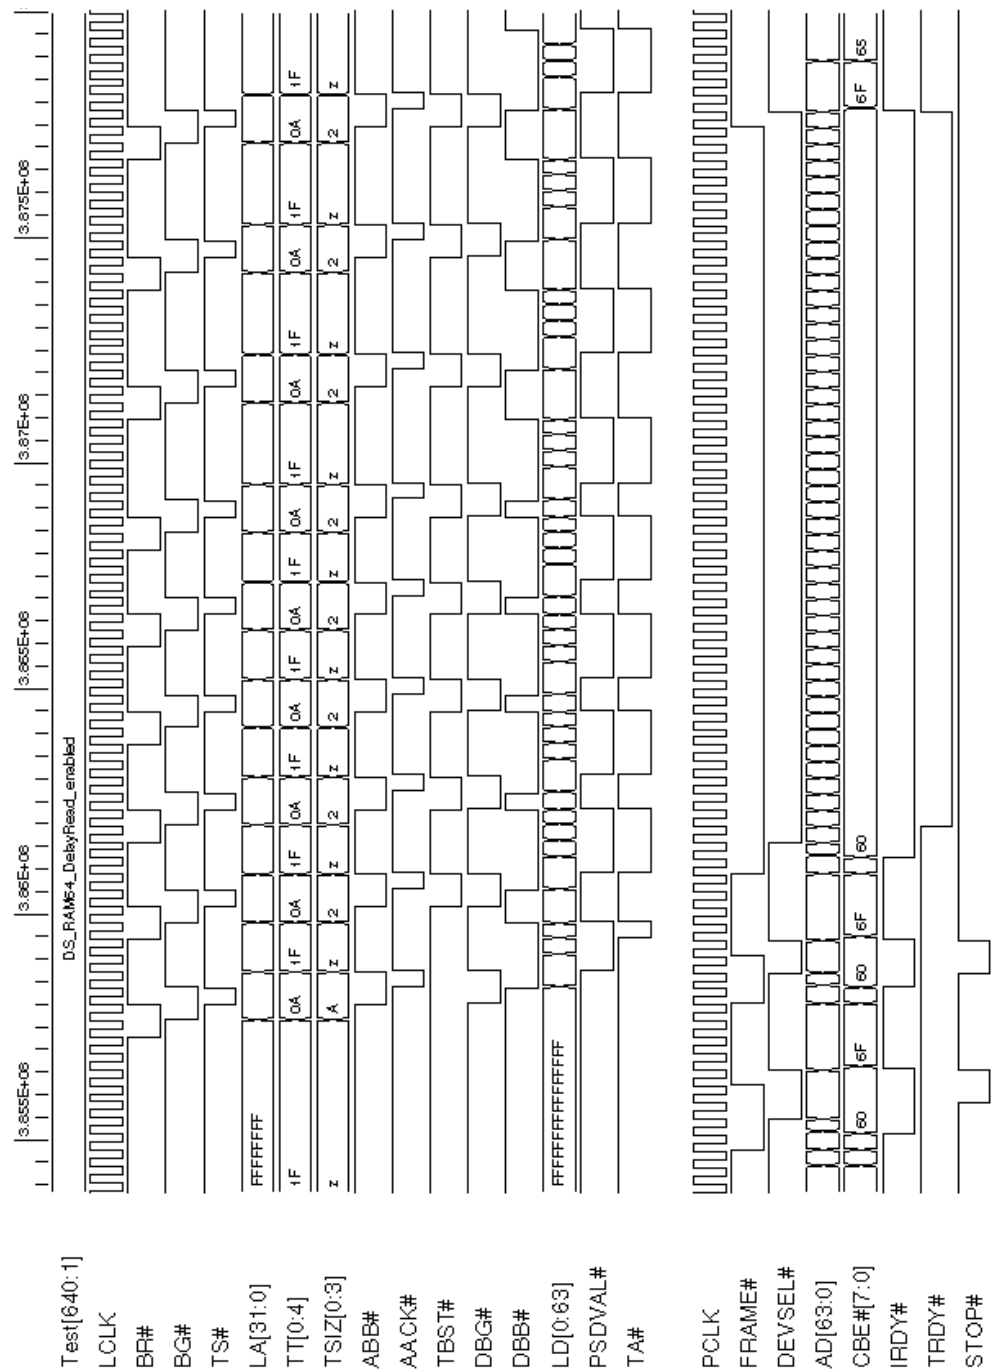 3.855E+08 3.86E+08 3.865E+08 3.87E+08 3.875E+08
Test[640:1] DS_RAM64_DelayRead_enabled
LCLK
BR#
BG#
TS#
LA[31:0] FFFFFFFF
TT[0:4] 1F 0A 1F 0A 1F 0A 1F 0A 1F 0A 1F 0A 1F 0A 1F 0A 1F 0A 1F
TSIZ[0:3] Z A Z 2 Z 2 Z 2 Z 2 Z 2 Z 2 Z 2 Z 2 Z
ABB#
AACK#
TBST#
DBG#
DBB#
LD[0:63] FFFFFFFFFFFFFFFF
PSDVAL#
TA#
PCLK
FRAME#
DEVSEL#
AD[63:0]
CBE#[7:0] 60 6F 60 6F 60 6F 65
IRDY#
TRDY#
STOP#